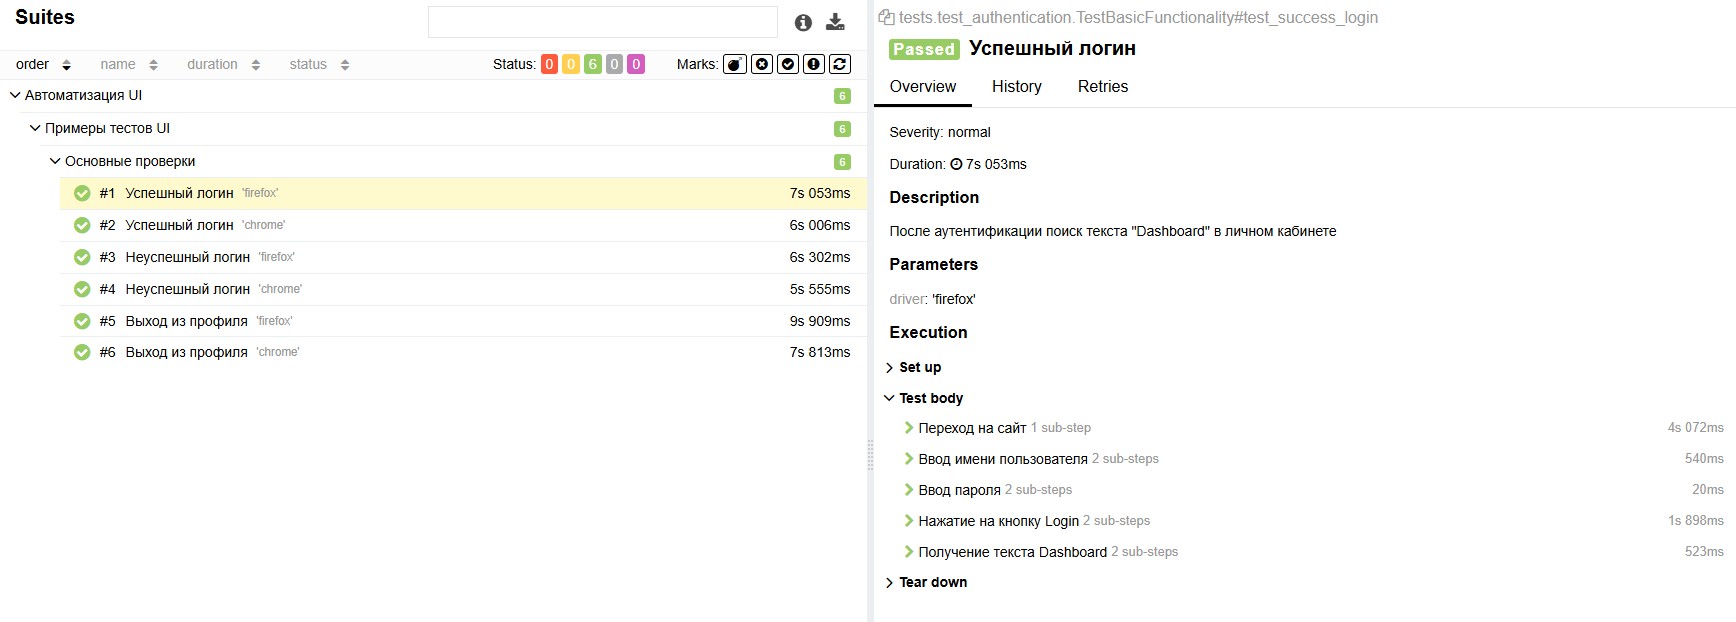 Suites
order name duration status Status: 0 0 6 0 0 Marks:
Автоматизация UI 6
Примеры тестов UI 6
Основные проверки 6
#1 Успешный логин 'firefox' 7s 053ms
#2 Успешный логин 'chrome' 6s 006ms
#3 Неуспешный логин 'firefox' 6s 302ms
#4 Неуспешный логин 'chrome' 5s 555ms
#5 Выход из профиля 'firefox' 9s 909ms
#6 Выход из профиля 'chrome' 7s 813ms
tests.test_authentication.TestBasicFunctionality#test_success_login
Passed Успешный логин
Overview History Retries
Severity: normal
Duration: 7s 053ms
Description
После аутентификации поиск текста "Dashboard" в личном кабинете
Parameters
driver: 'firefox'
Execution
Set up
Test body
Переход на сайт 1 sub-step 4s 072ms
Ввод имени пользователя 2 sub-steps 540ms
Ввод пароля 2 sub-steps 20ms
Нажатие на кнопку Login 2 sub-steps 1s 898ms
Получение текста Dashboard 2 sub-steps 523ms
Tear down